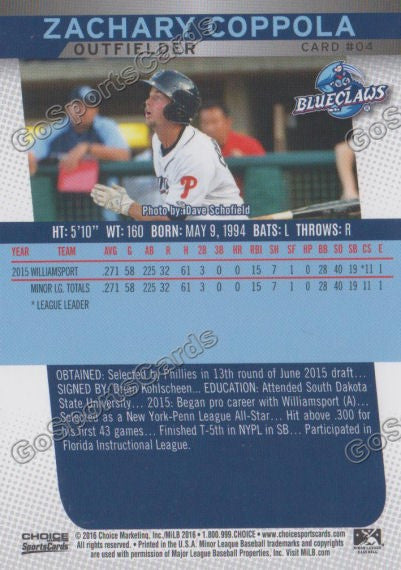 ZACHARY COPPOLA
OUTFIELDER
CARD #04
BLUECLAWS
Photo by: Dave Schofield
HT: 5'10" WT: 160 BORN: MAY 9, 1994 BATS: L THROWS: R
YEAR TEAM AVG G AB R H 2B 3B HR RBI SH SF HP BB SO SB CS E
2015 WILLIAMSPORT .271 58 225 32 61 3 0 0 15 7 1 0 28 40 19 *11 1
MINOR LG. TOTALS .271 58 225 32 61 3 0 0 15 7 1 0 28 40 19 11 1
* LEAGUE LEADER
OBTAINED: Selected by Phillies in 13th round of June 2015 draft...
SIGNED BY: Brian Kohlscheen... EDUCATION: Attended South Dakota
State University... 2015: Began pro career with Williamsport (A)...
Selected as a New York-Penn League All-Star... Hit above .300 for
his first 43 games... Finished T-5th in NYPL in SB... Participated in
Florida Instructional League.
CHOICE
SportsCards
© 2016 Choice Marketing, Inc./MiLB 2016 • 1.800.999.CHOICE • www.choicesportscards.com
All rights reserved. • Printed in the U.S.A. Minor League Baseball trademarks and copyrights
are used with permission of Major League Baseball Properties, Inc. Visit MiLB.com
MINOR LEAGUE
BASEBALL
GoSportsCards
GoSportsCards
GoSportsCards
GoSportsCards
GoSportsCards
GoSportsCards